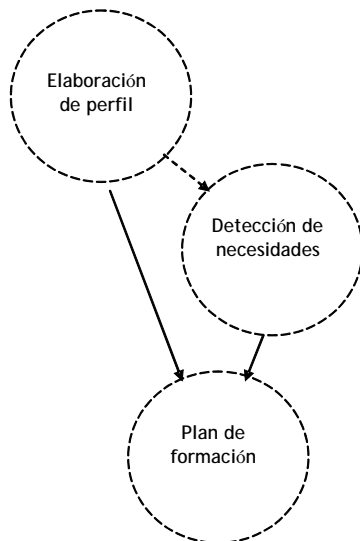 Elaboración
de perfil
Detección de
necesidades
Plan de
formación